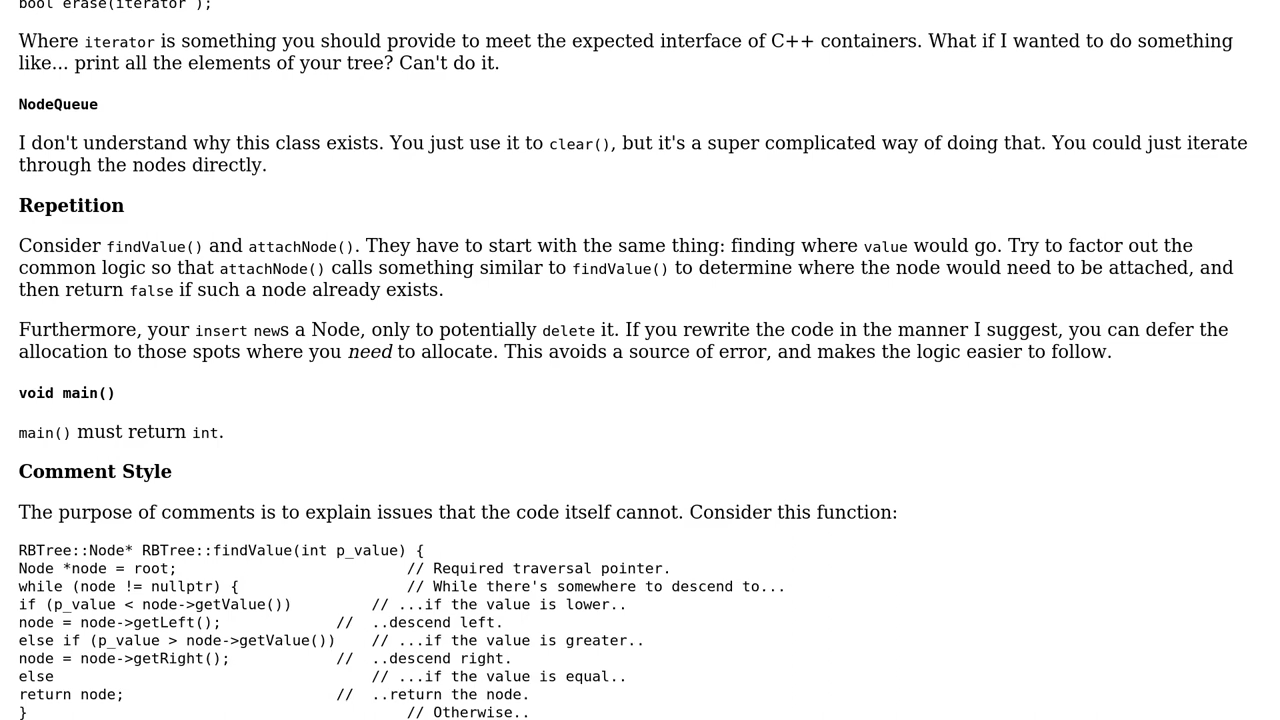 bool erase(iterator );
Where iterator is something you should provide to meet the expected interface of C++ containers. What if I wanted to do something
like... print all the elements of your tree? Can't do it.
NodeQueue
I don't understand why this class exists. You just use it to clear(), but it's a super complicated way of doing that. You could just iterate
through the nodes directly.
Repetition
Consider findValue() and attachNode(). They have to start with the same thing: finding where value would go. Try to factor out the
common logic so that attachNode() calls something similar to findValue() to determine where the node would need to be attached, and
then return false if such a node already exists.
Furthermore, your insert news a Node, only to potentially delete it. If you rewrite the code in the manner I suggest, you can defer the
allocation to those spots where you need to allocate. This avoids a source of error, and makes the logic easier to follow.
void main()
main() must return int.
Comment Style
The purpose of comments is to explain issues that the code itself cannot. Consider this function:
RBTree::Node* RBTree::findValue(int p_value) {
Node *node = root;                          // Required traversal pointer.
while (node != nullptr) {                   // While there's somewhere to descend to...
if (p_value < node->getValue())         // ...if the value is lower..
node = node->getLeft();             //  ..descend left.
else if (p_value > node->getValue())    // ...if the value is greater..
node = node->getRight();            //  ..descend right.
else                                    // ...if the value is equal..
return node;                        //  ..return the node.
}                                           // Otherwise..